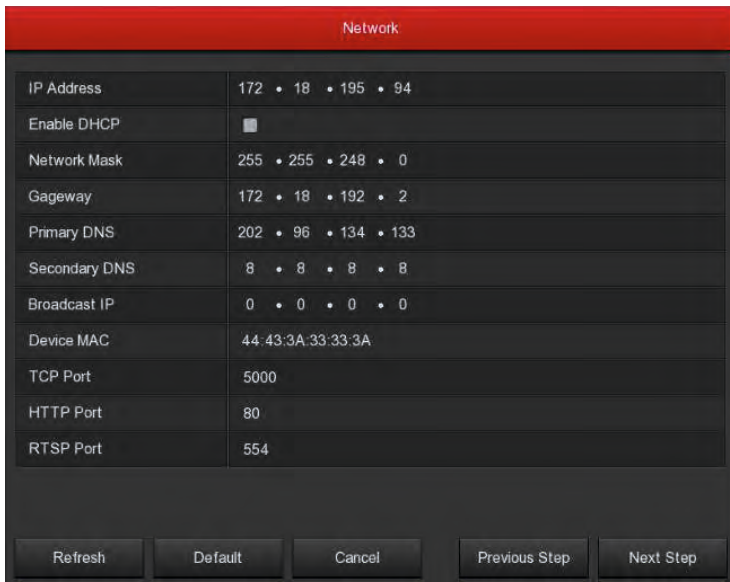 Network
IP Address 172 • 18 • 195 • 94
Enable DHCP
Network Mask 255 • 255 • 248 • 0
Gageway 172 • 18 • 192 • 2
Primary DNS 202 • 96 • 134 • 133
Secondary DNS 8 • 8 • 8 • 8
Broadcast IP 0 • 0 • 0 • 0
Device MAC 44:43:3A:33:33:3A
TCP Port 5000
HTTP Port 80
RTSP Port 554
Refresh Default Cancel Previous Step Next Step